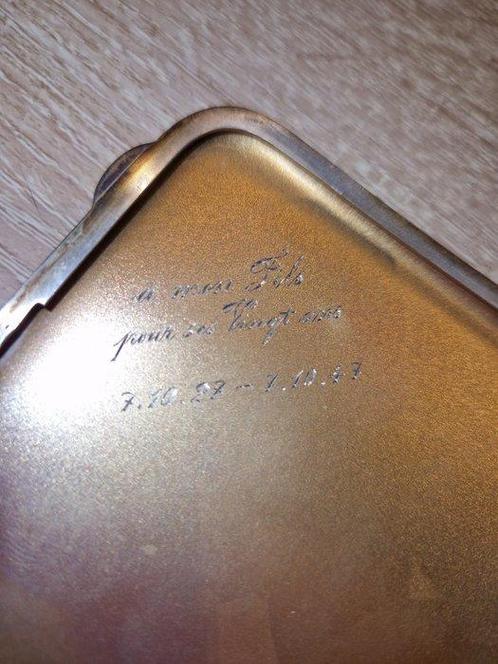 à mon Fils
pour ses Vingt ans
7.10.27 - 7.10.47